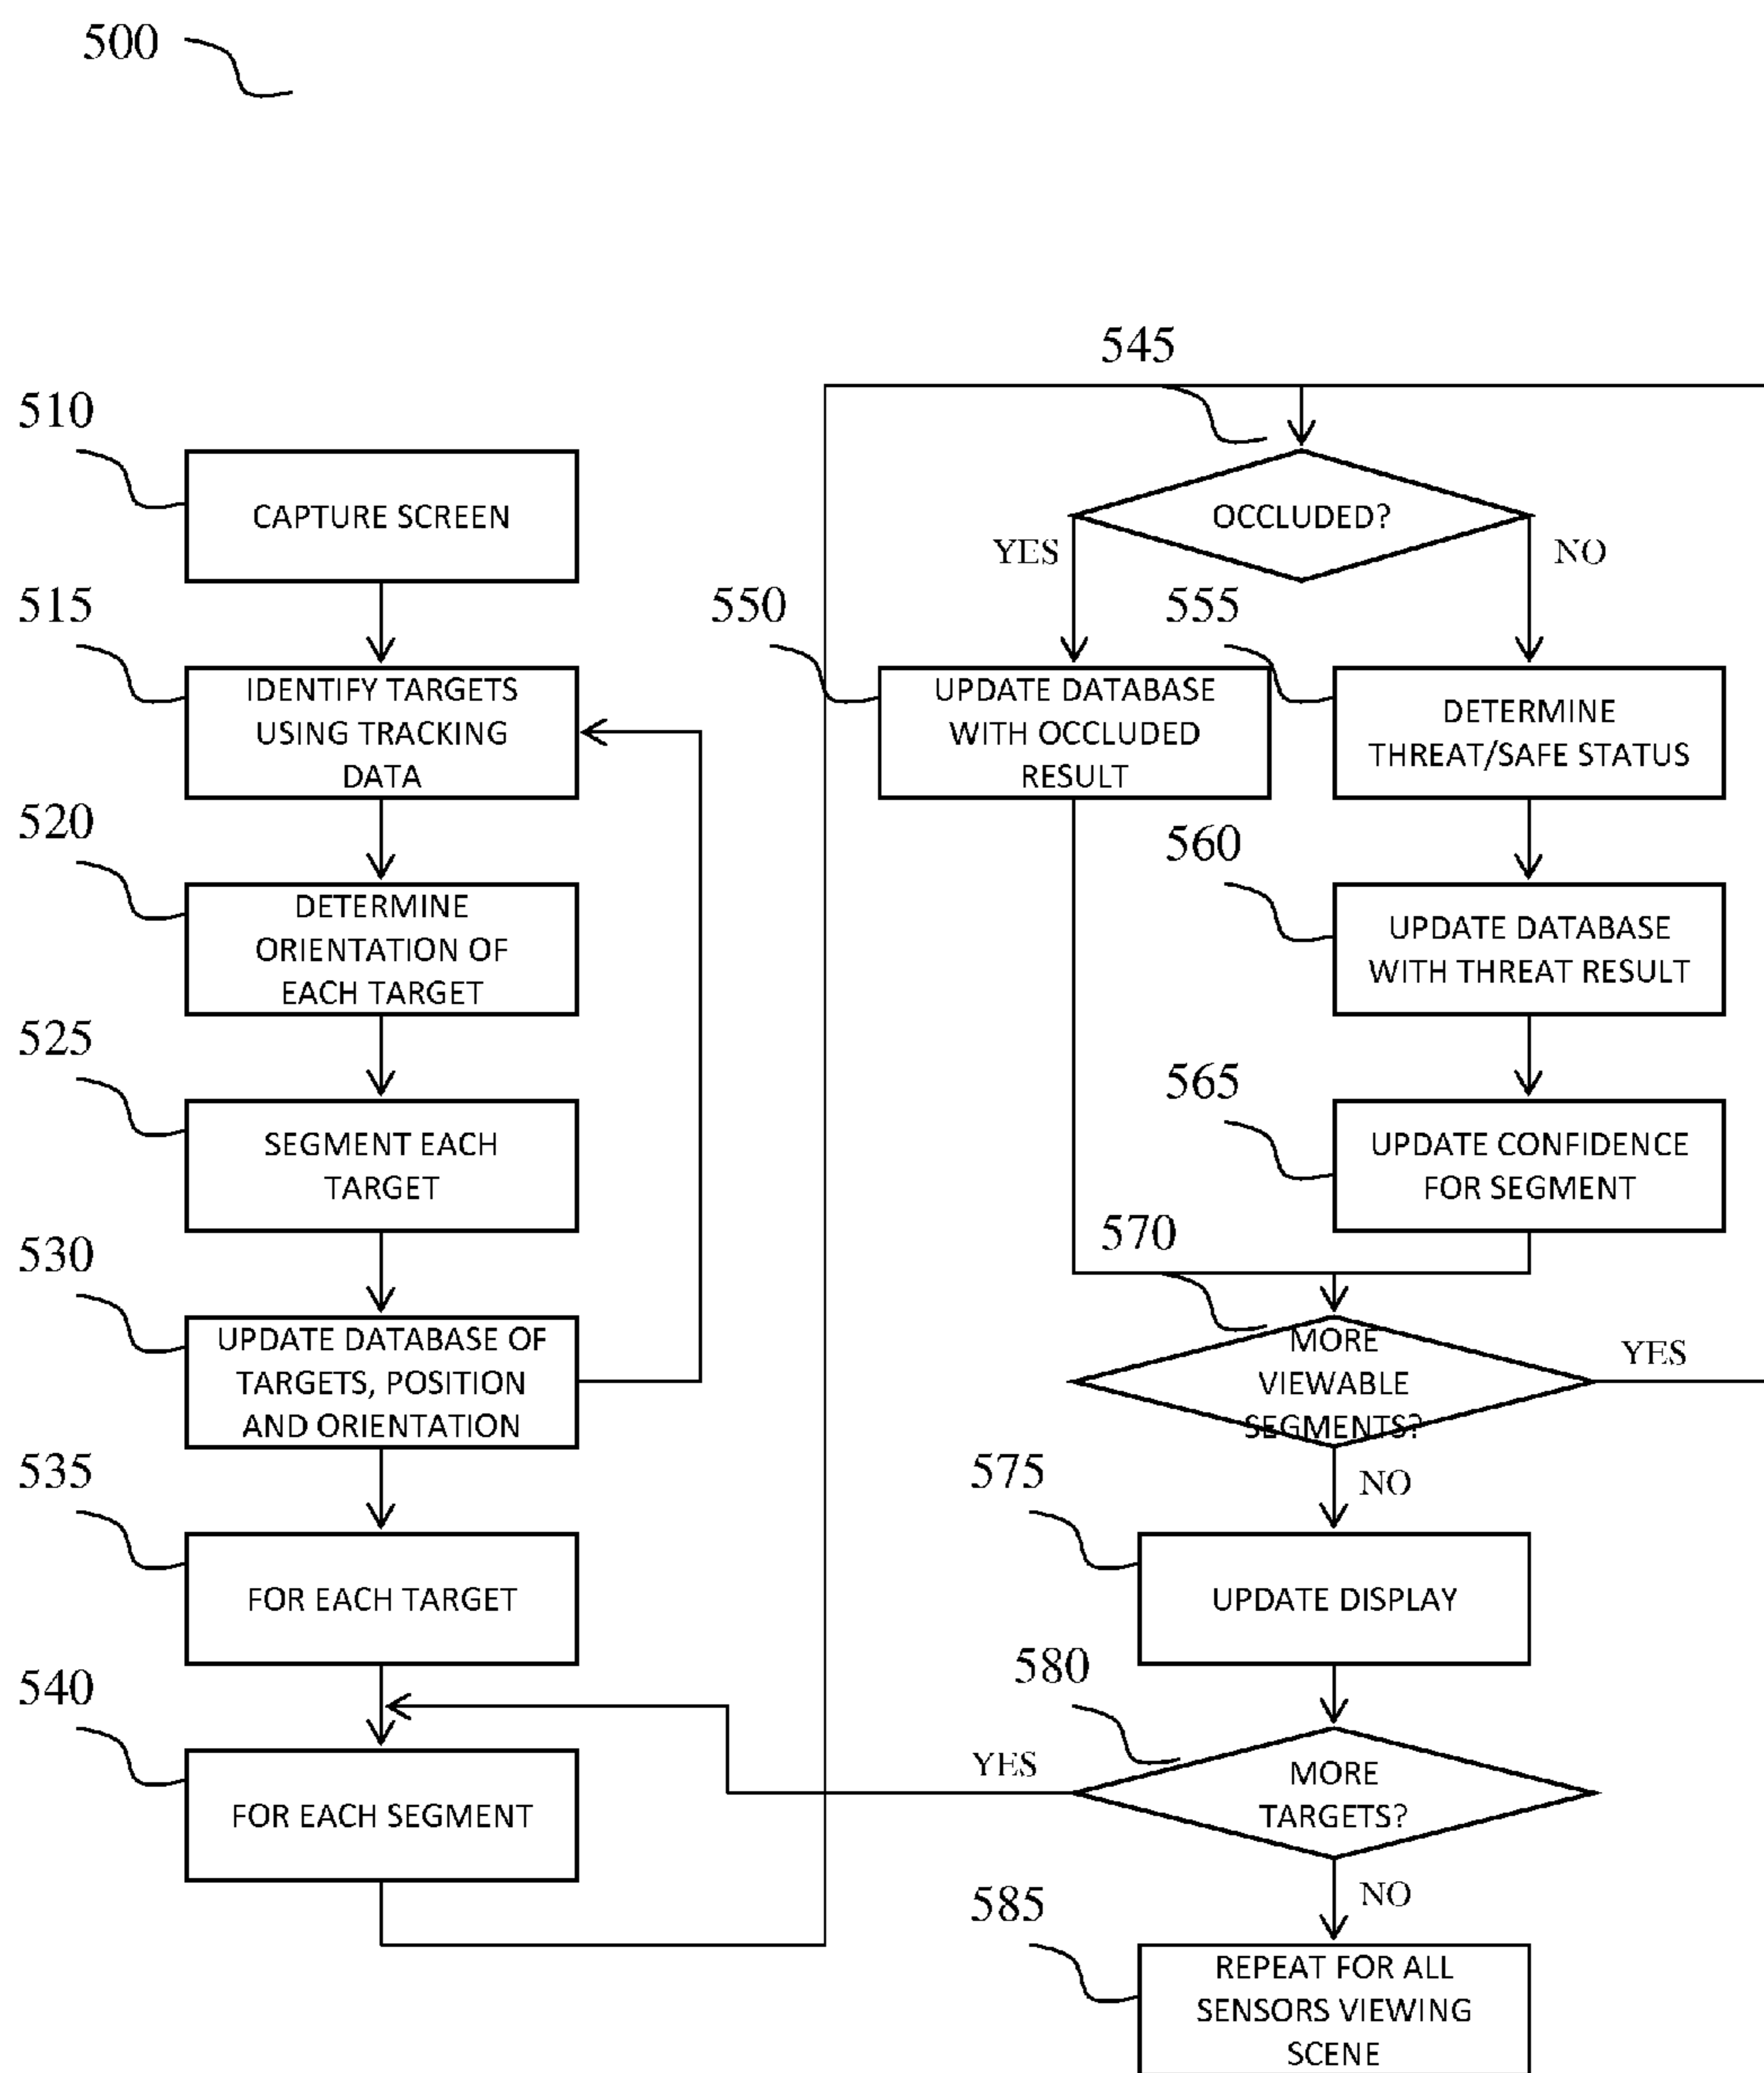 500
510
CAPTURE SCREEN
515
IDENTIFY TARGETS
USING TRACKING
DATA
520
DETERMINE
ORIENTATION OF
EACH TARGET
525
SEGMENT EACH
TARGET
530
UPDATE DATABASE OF
TARGETS, POSITION
AND ORIENTATION
535
FOR EACH TARGET
540
FOR EACH SEGMENT
545
OCCLUDED?
YES
NO
550
UPDATE DATABASE
WITH OCCLUDED
RESULT
555
DETERMINE
THREAT/SAFE STATUS
560
UPDATE DATABASE
WITH THREAT RESULT
565
UPDATE CONFIDENCE
FOR SEGMENT
570
MORE
VIEWABLE
SEGMENTS?
YES
NO
575
UPDATE DISPLAY
580
MORE
TARGETS?
YES
NO
585
REPEAT FOR ALL
SENSORS VIEWING
SCENE